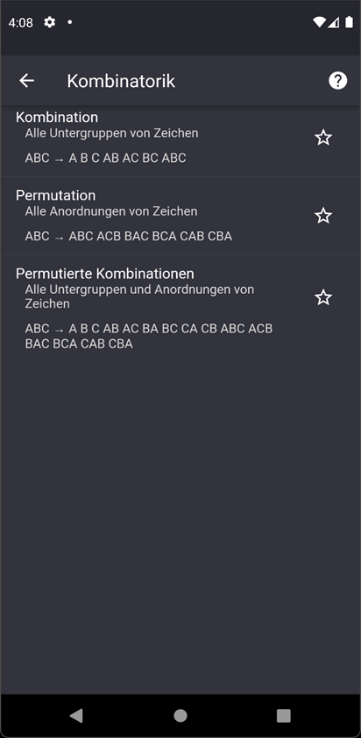 4:08
Kombinatorik
Kombination
Alle Untergruppen von Zeichen
ABC → A B C AB AC BC ABC
Permutation
Alle Anordnungen von Zeichen
ABC → ABC ACB BAC BCA CAB CBA
Permutierte Kombinationen
Alle Untergruppen und Anordnungen von
Zeichen
ABC → A B C AB AC BA BC CA CB ABC ACB
BAC BCA CAB CBA